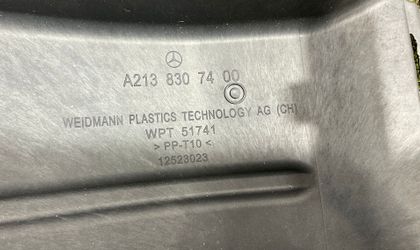 A213 830 74 00
WEIDMANN PLASTICS TECHNOLOGY AG (CH)
WPT 51741
> PP-T10 <
12523023